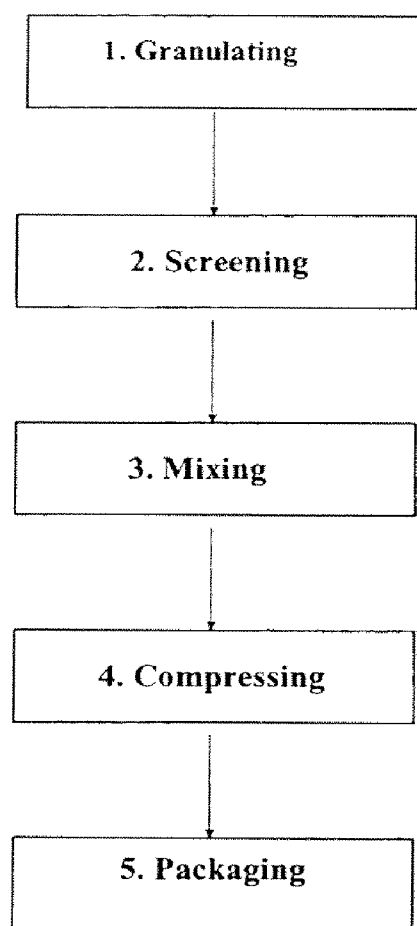 1. Granulating
2. Screening
3. Mixing
4. Compressing
5. Packaging